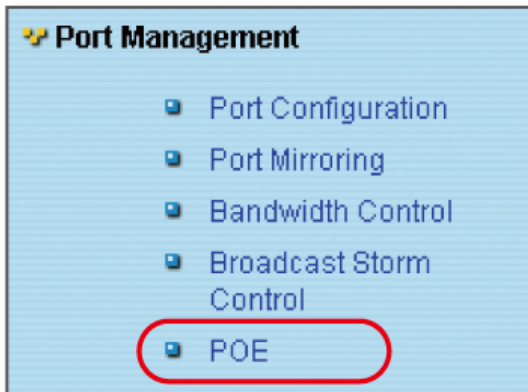 Port Management
Port Configuration
Port Mirroring
Bandwidth Control
Broadcast Storm
Control
POE